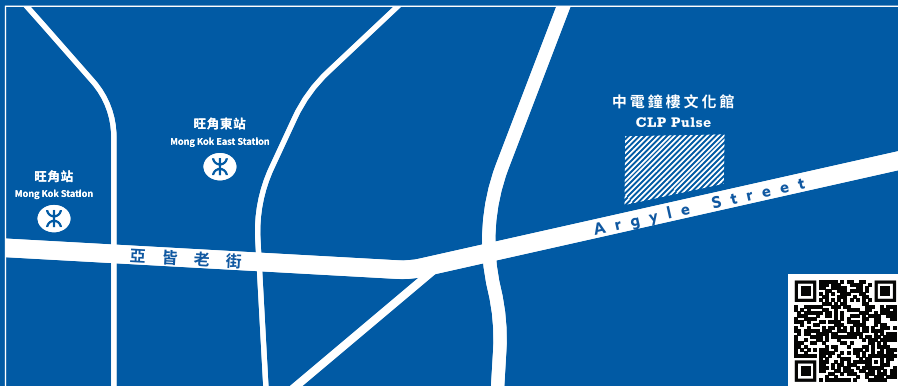 中電鐘樓文化館
CLP Pulse
旺角東站
Mong Kok East Station
旺角站
Mong Kok Station
Argyle Street
亞皆老街